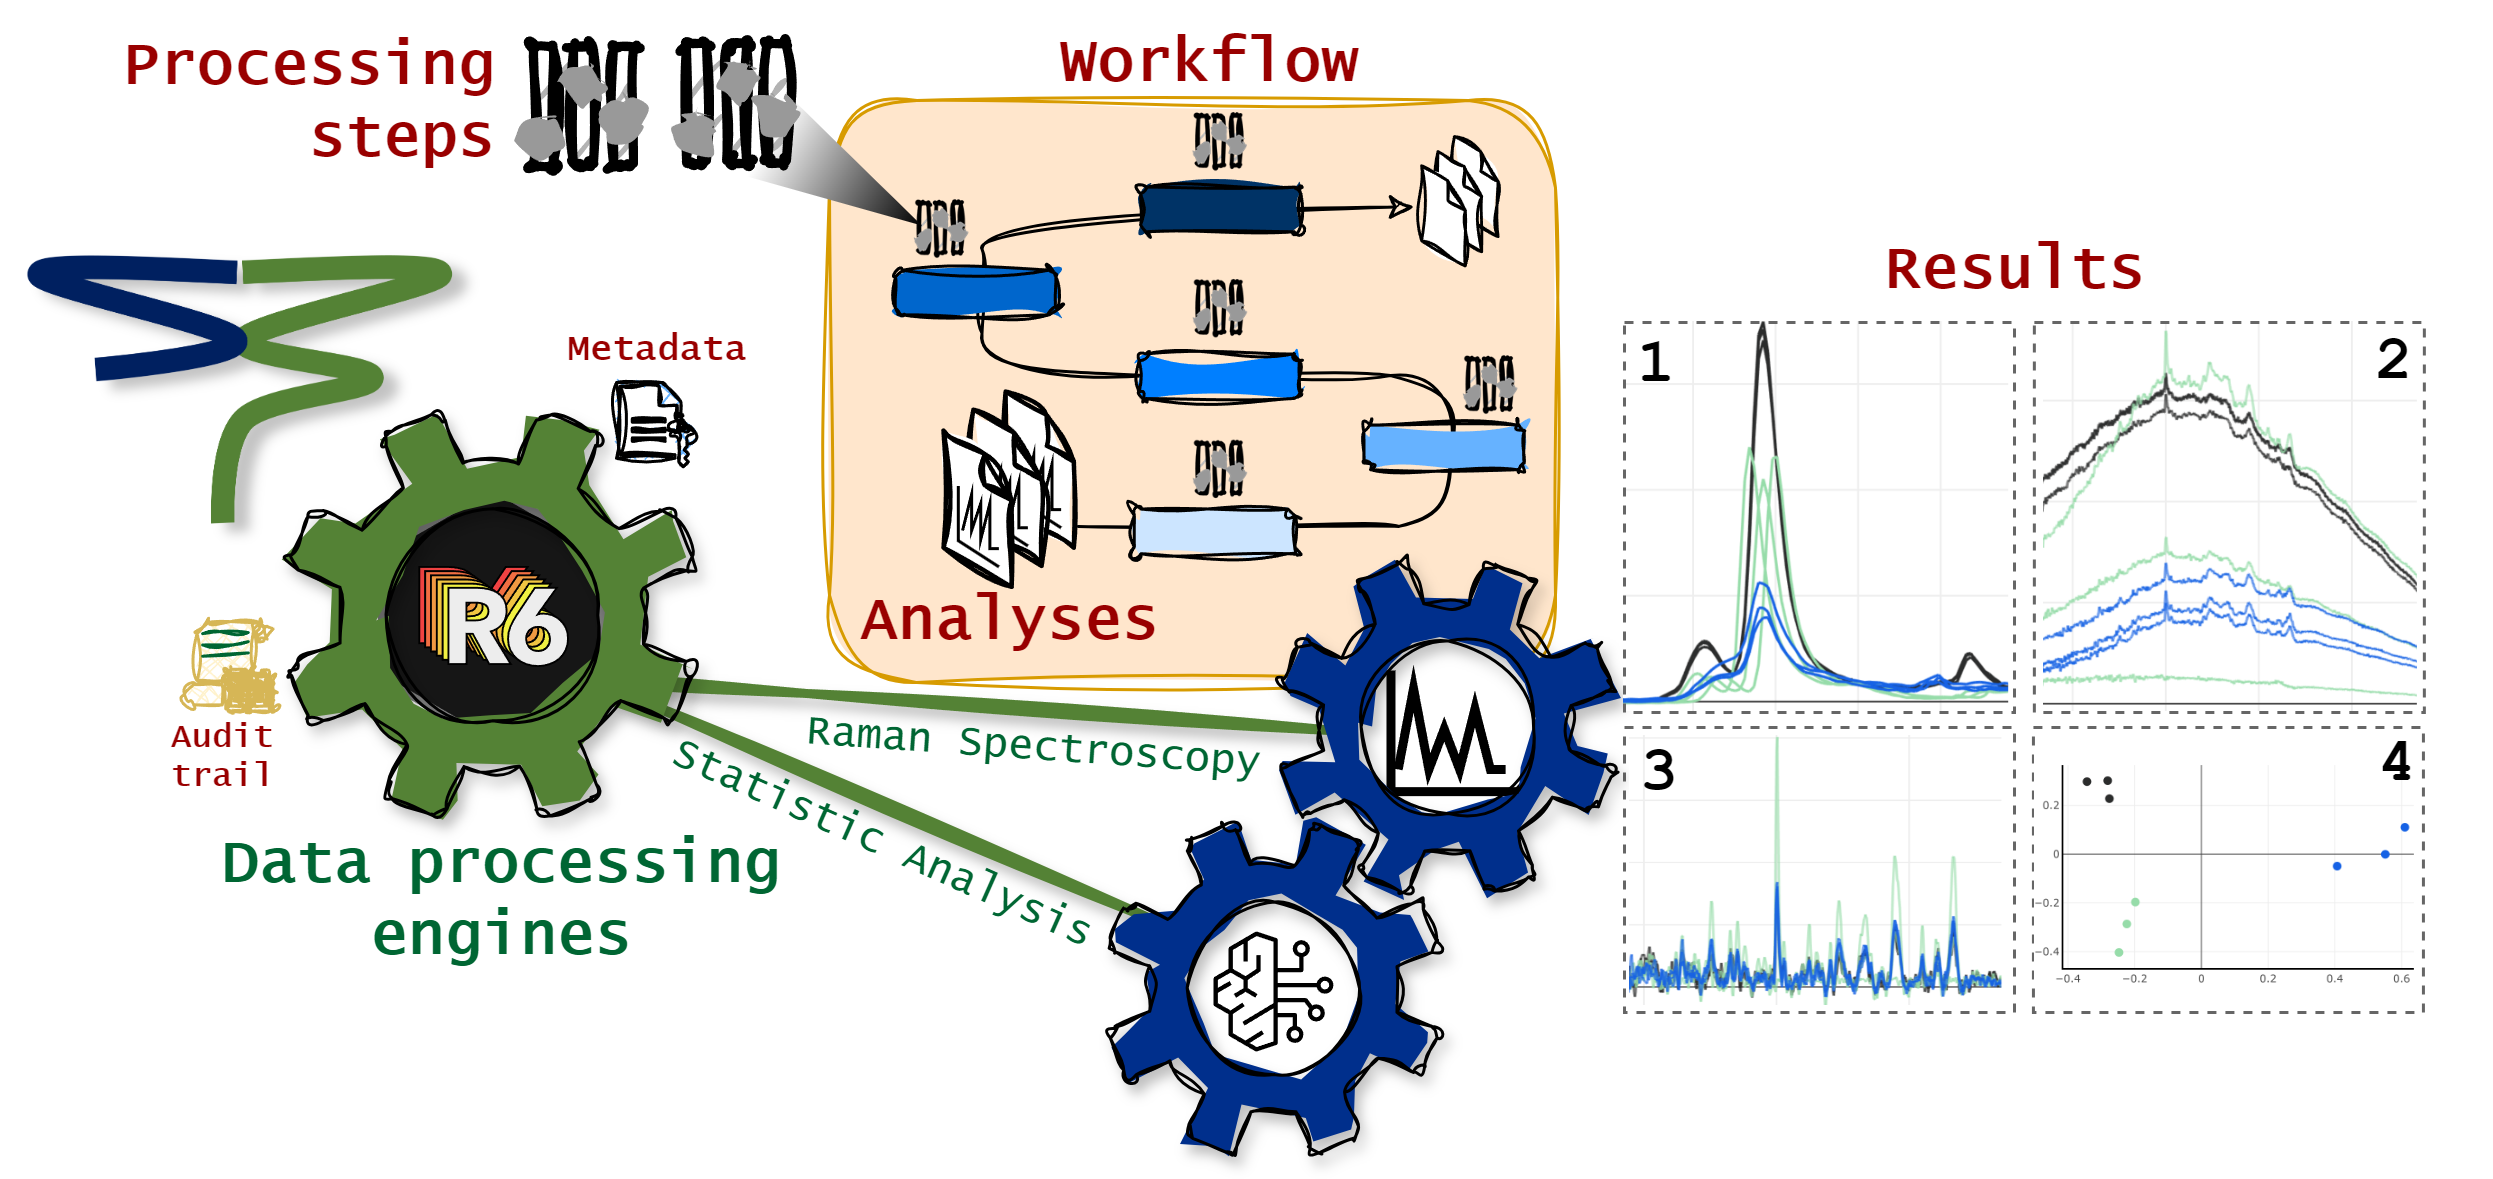 Processing
steps
Workflow
Metadata
R6
Audit
trail
Data processing
engines
Analyses
Raman Spectroscopy
Statistic Analysis
Results
1
2
3
4
0.2
0
−0.2
−0.4
−0.4
−0.2
0
0.2
0.4
0.6